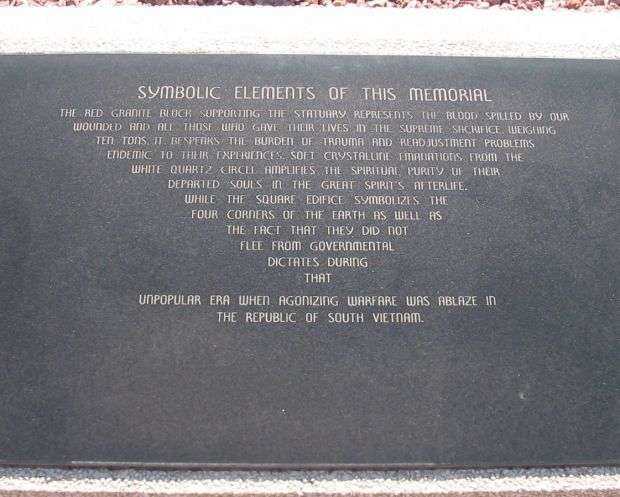 SYMBOLIC ELEMENTS OF THIS MEMORIAL
THE RED GRANITE BLOCK SUPPORTING THE STATUARY REPRESENTS THE BLOOD SPILLED BY OUR
WOUNDED AND ALL THOSE WHO GAVE THEIR LIVES IN THE SUPREME SACRIFICE. WEIGHING
TEN TONS, IT BESPEAKS THE BURDEN OF TRAUMA AND READJUSTMENT PROBLEMS
ENDEMIC TO THEIR EXPERIENCES. SOFT CRYSTALLINE EMANATIONS FROM THE
WHITE QUARTZ CIRCLE AMPLIFIES THE SPIRITUAL PURITY OF THEIR
DEPARTED SOULS IN THE GREAT SPIRIT'S AFTERLIFE,
WHILE THE SQUARE EDIFICE SYMBOLIZES THE
FOUR CORNERS OF THE EARTH AS WELL AS
THE FACT THAT THEY DID NOT
FLEE FROM GOVERNMENTAL
DICTATES DURING
THAT
UNPOPULAR ERA WHEN AGONIZING WARFARE WAS ABLAZE IN
THE REPUBLIC OF SOUTH VIETNAM.